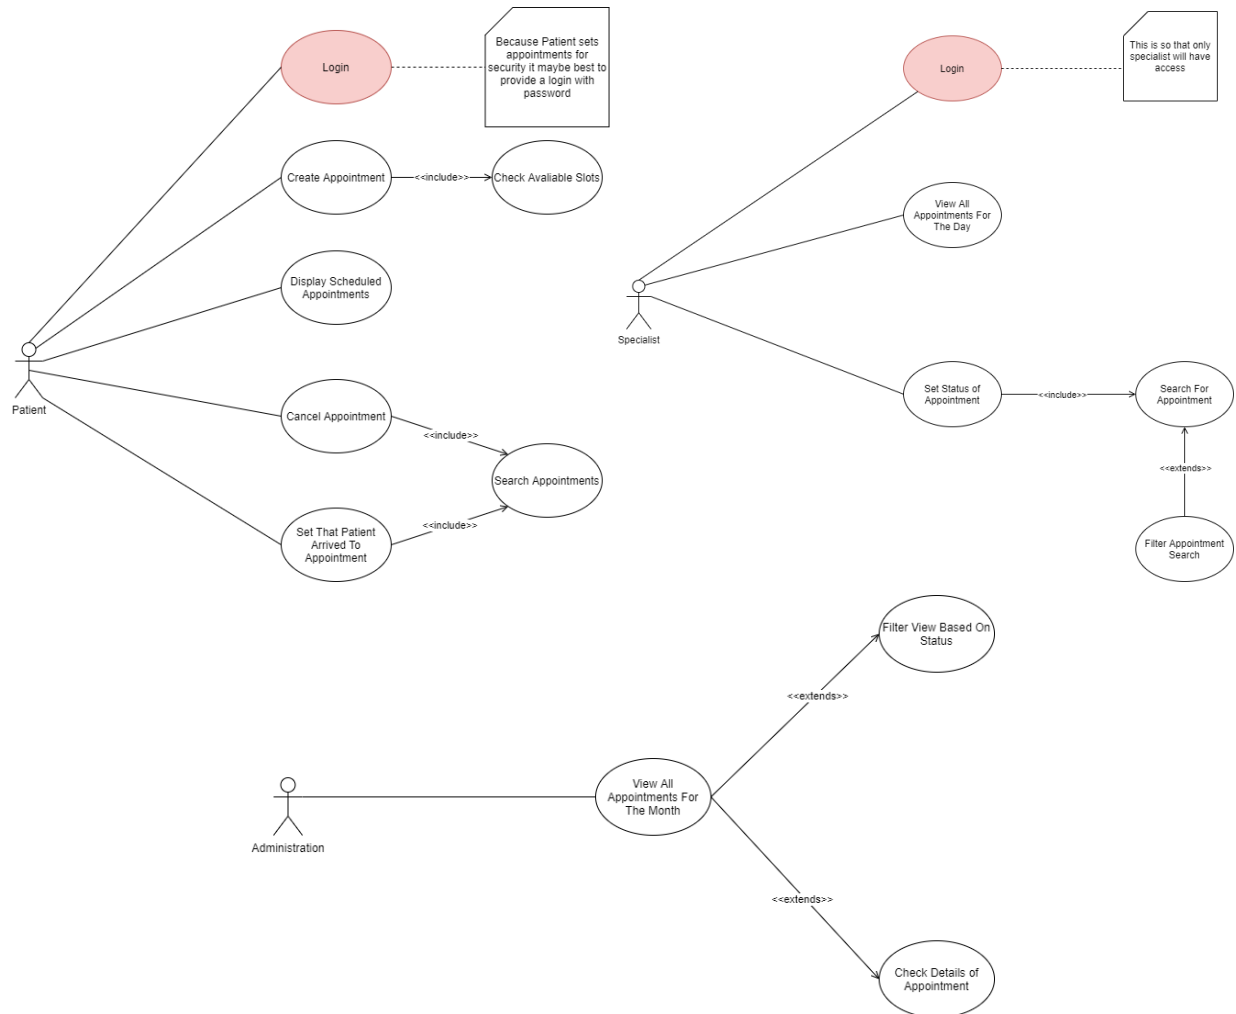 Login
Because Patient sets
appointments for
security it maybe best to
provide a login with
password
Create Appointment
<<include>>
Check Avaliable Slots
Display Scheduled
Appointments
Patient
Cancel Appointment
<<include>>
Search Appointments
<<include>>
Set That Patient
Arrived To
Appointment
Login
This is so that only
specialist will have
access
View All
Appointments For
The Day
Specialist
Set Status of
Appointment
<<include>>
Search For
Appointment
<<extends>>
Filter Appointment
Search
Filter View Based On
Status
<<extends>>
View All
Appointments For
The Month
Administration
<<extends>>
Check Details of
Appointment